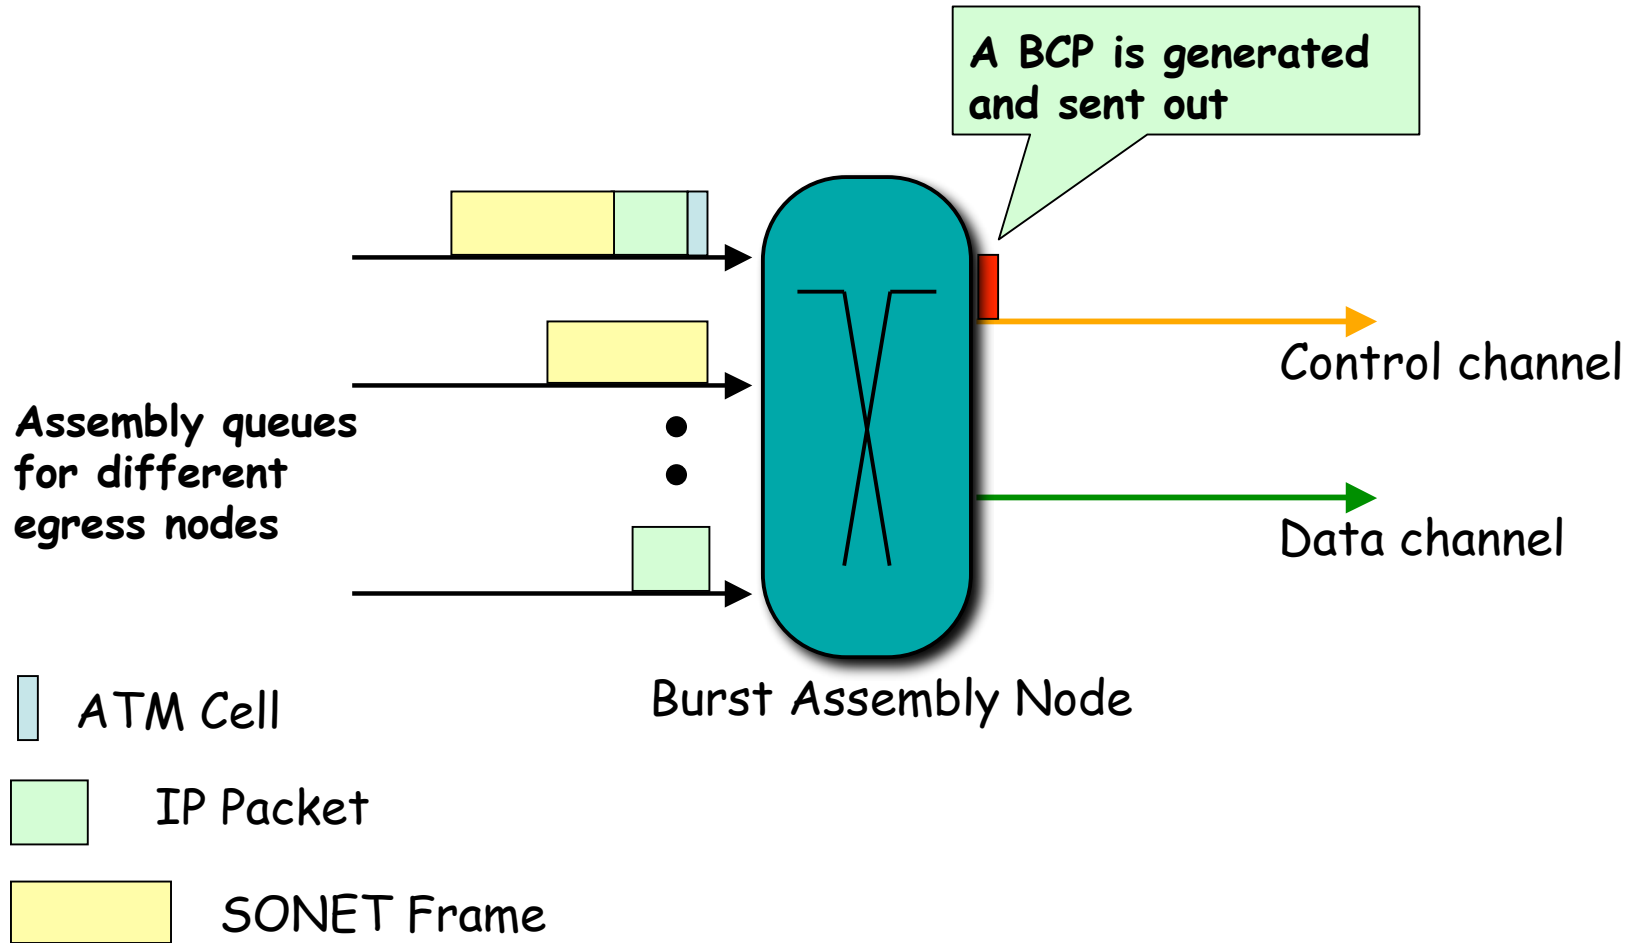 A BCP is generated
and sent out
Control channel
Assembly queues
for different
egress nodes
Data channel
Burst Assembly Node
ATM Cell
IP Packet
SONET Frame